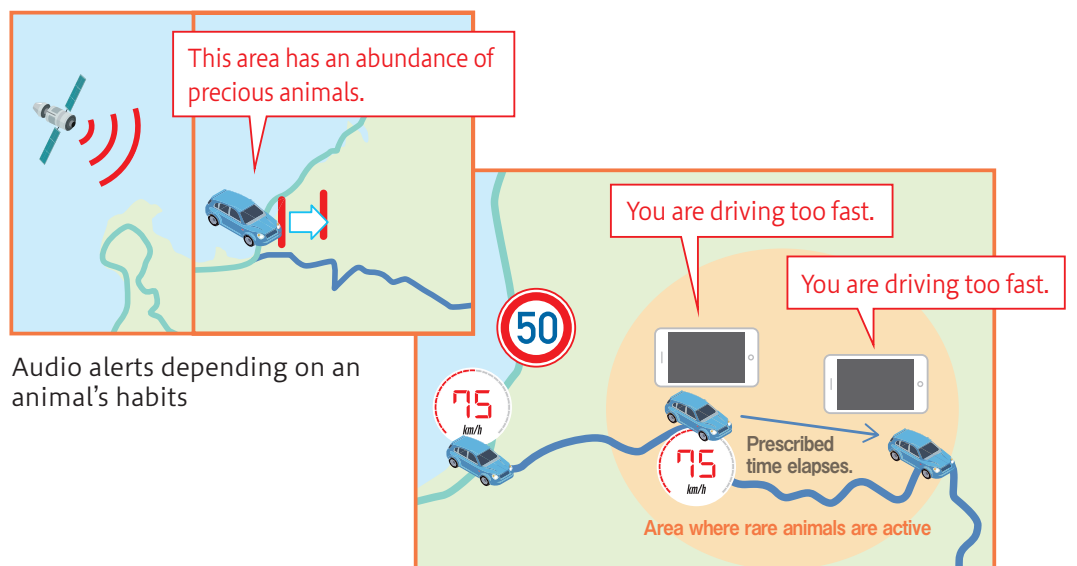 This area has an abundance of
precious animals.
Audio alerts depending on an
animal's habits
You are driving too fast.
You are driving too fast.
50
75
km/h
75
km/h
Prescribed
time elapses.
Area where rare animals are active